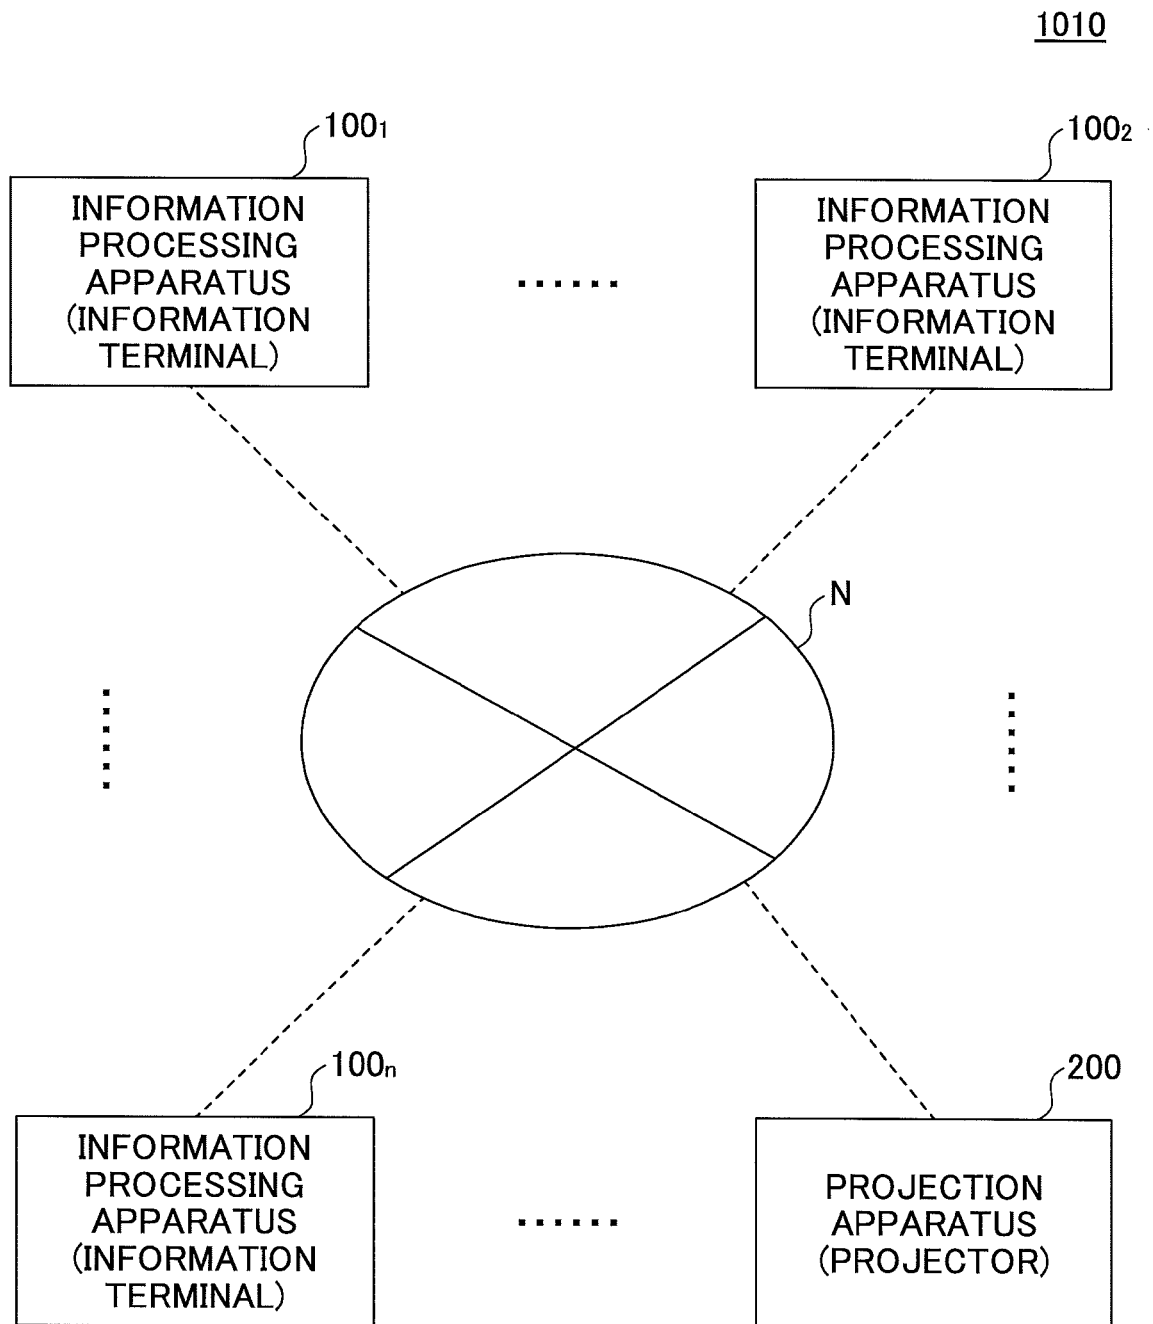 1010
100₁
100₂
INFORMATION
PROCESSING
APPARATUS
(INFORMATION
TERMINAL)
INFORMATION
PROCESSING
APPARATUS
(INFORMATION
TERMINAL)
N
100ₙ
200
INFORMATION
PROCESSING
APPARATUS
(INFORMATION
TERMINAL)
PROJECTION
APPARATUS
(PROJECTOR)